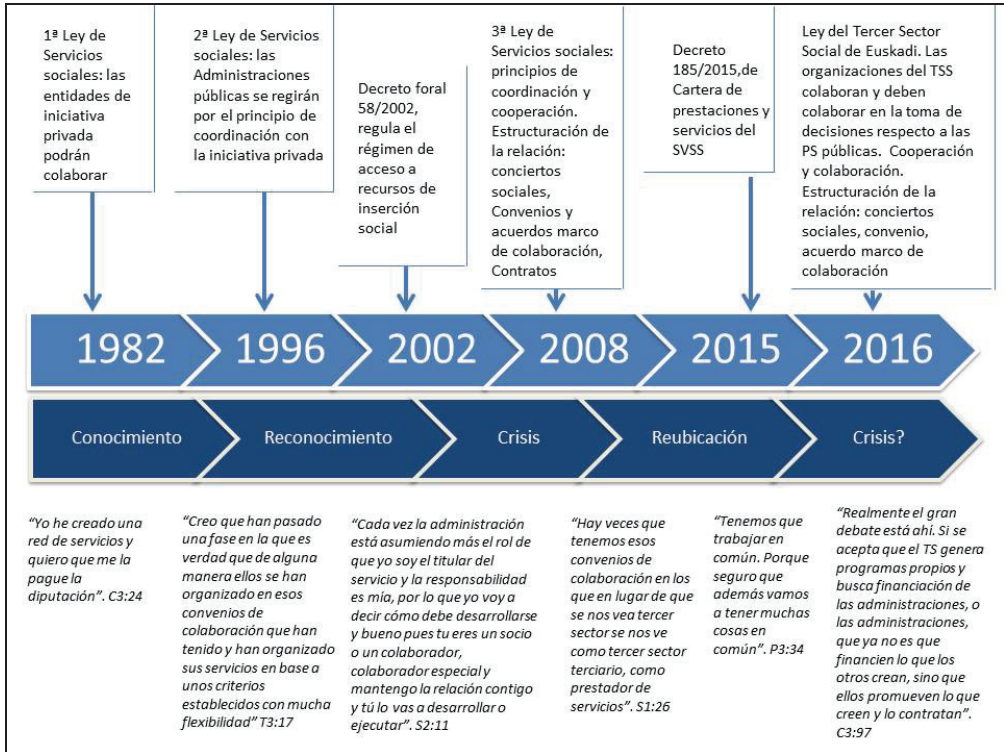 1ª Ley de
Servicios
sociales: las
entidades de
iniciativa
privada
podrán
colaborar
2ª Ley de Servicios
sociales: las
Administraciones
públicas se regirán
por el principio de
coordinación con
la iniciativa privada
Decreto foral
58/2002,
regula el
régimen de
acceso a
recursos de
inserción
social
3ª Ley de
Servicios sociales:
principios de
coordinación y
cooperación.
Estructuración de
la relación:
conciertos
sociales,
Convenios y
acuerdos marco
de colaboración,
Contratos
Decreto
185/2015,de
Cartera de
prestaciones y
servicios del
SVSS
Ley del Tercer Sector
Social de Euskadi. Las
organizaciones del TSS
colaboran y deben
colaborar en la toma de
decisiones respecto a las
PS públicas.  Cooperación
y colaboración.
Estructuración de la
relación: conciertos
sociales, convenio,
acuerdo marco de
colaboración
1982
1996
2002
2008
2015
2016
Conocimiento
Reconocimiento
Crisis
Reubicación
Crisis?
“Yo he creado una
red de servicios y
quiero que me la
pague la
diputación”. C3:24
“Creo que han pasado
una fase en la que es
verdad que de alguna
manera ellos se han
organizado en esos
convenios de
colaboración que han
tenido y han organizado
sus servicios en base a
unos criterios
establecidos con mucha
flexibilidad” T3:17
“Cada vez la administración
está asumiendo más el rol de
que yo soy el titular del
servicio y la responsabilidad
es mía, por lo que yo voy a
decir cómo debe desarrollarse
y bueno pues tu eres un socio
o un colaborador,
colaborador especial y
mantengo la relación contigo
y tú lo vas a desarrollar o
ejecutar”. S2:11
“Hay veces que
tenemos esos
convenios de
colaboración en los
que en lugar de que
se nos vea tercer
sector se nos ve
como tercer sector
terciario, como
prestador de
servicios”. S1:26
“Tenemos que
trabajar en
común. Porque
seguro que
además vamos
a tener muchas
cosas en
común”. P3:34
“Realmente el gran
debate está ahí. Si se
acepta que el TS genera
programas propios y
busca financiación de
las administraciones, o
las administraciones,
que ya no es que
financien lo que los
otros crean, sino que
ellos promueven lo que
creen y lo contratan”.
C3:97